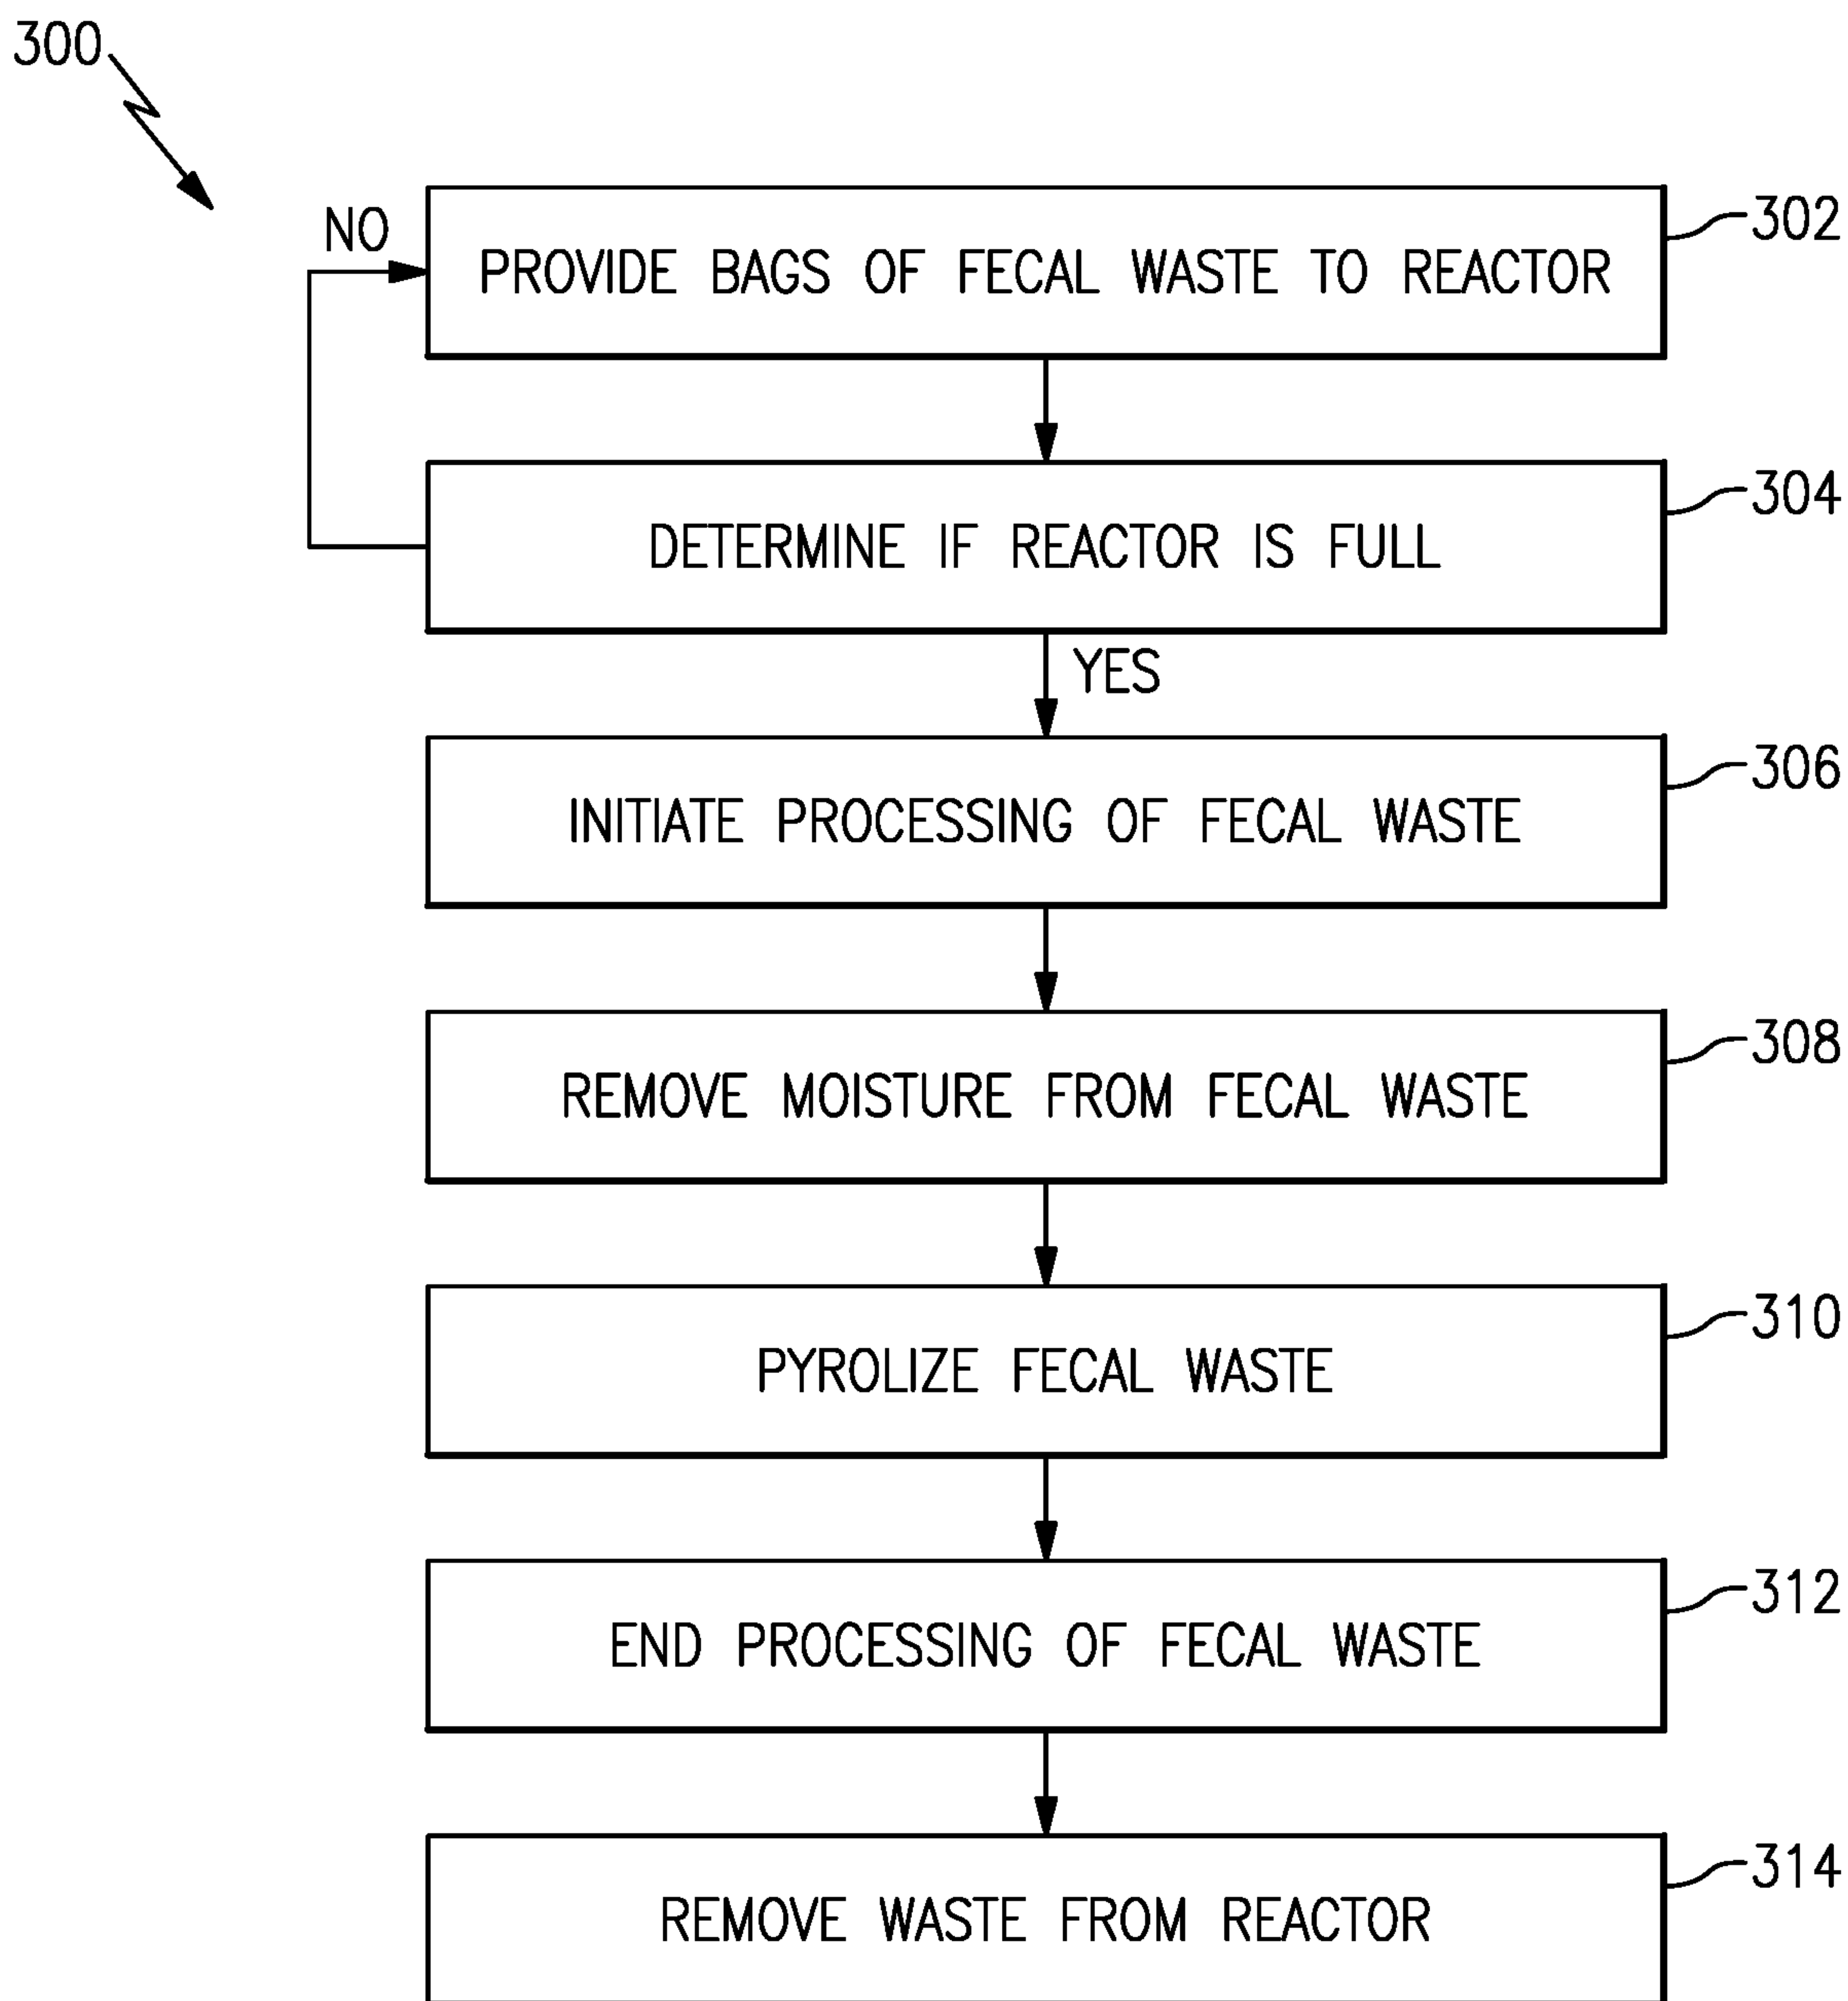 300
NO
PROVIDE BAGS OF FECAL WASTE TO REACTOR
302
DETERMINE IF REACTOR IS FULL
304
YES
INITIATE PROCESSING OF FECAL WASTE
306
REMOVE MOISTURE FROM FECAL WASTE
308
PYROLIZE FECAL WASTE
310
END PROCESSING OF FECAL WASTE
312
REMOVE WASTE FROM REACTOR
314